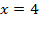 x = 4